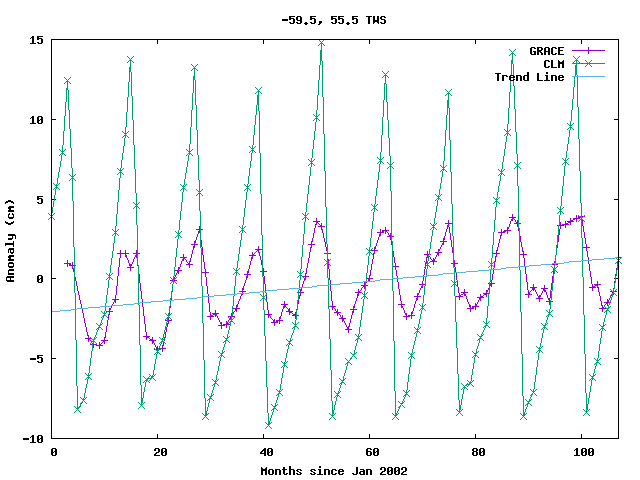 -59.5, 55.5 TWS
GRACE
CLM
Trend Line
15
10
5
0
-5
-10
Anomaly (cm)
0 20 40 60 80 100
Months since Jan 2002